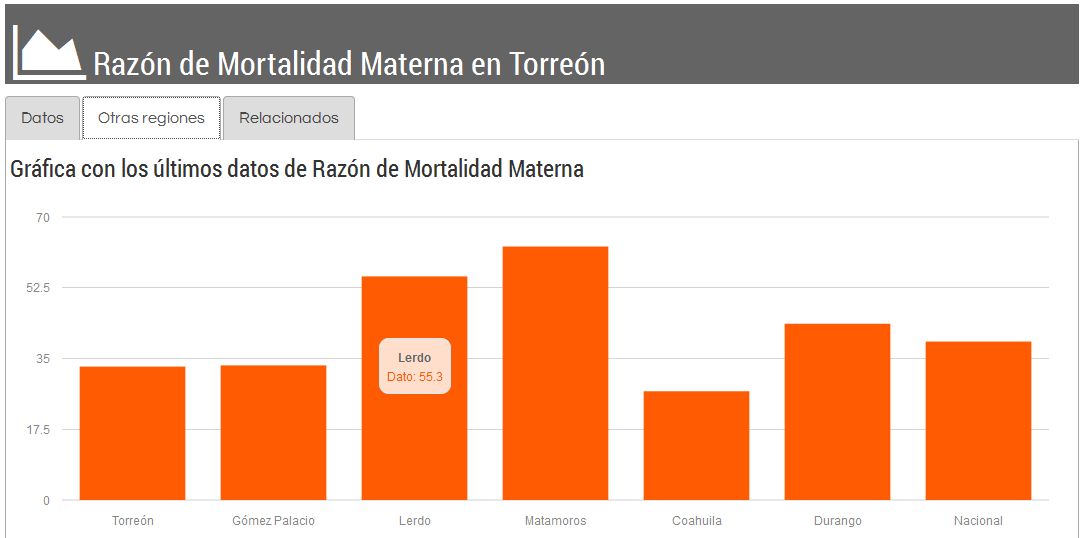 Razón de Mortalidad Materna en Torreón
Datos
Otras regiones
Relacionados
Gráfica con los últimos datos de Razón de Mortalidad Materna
70
52.5
35
17.5
0
Lerdo
Dato: 55.3
Torreón
Gómez Palacio
Lerdo
Matamoros
Coahuila
Durango
Nacional